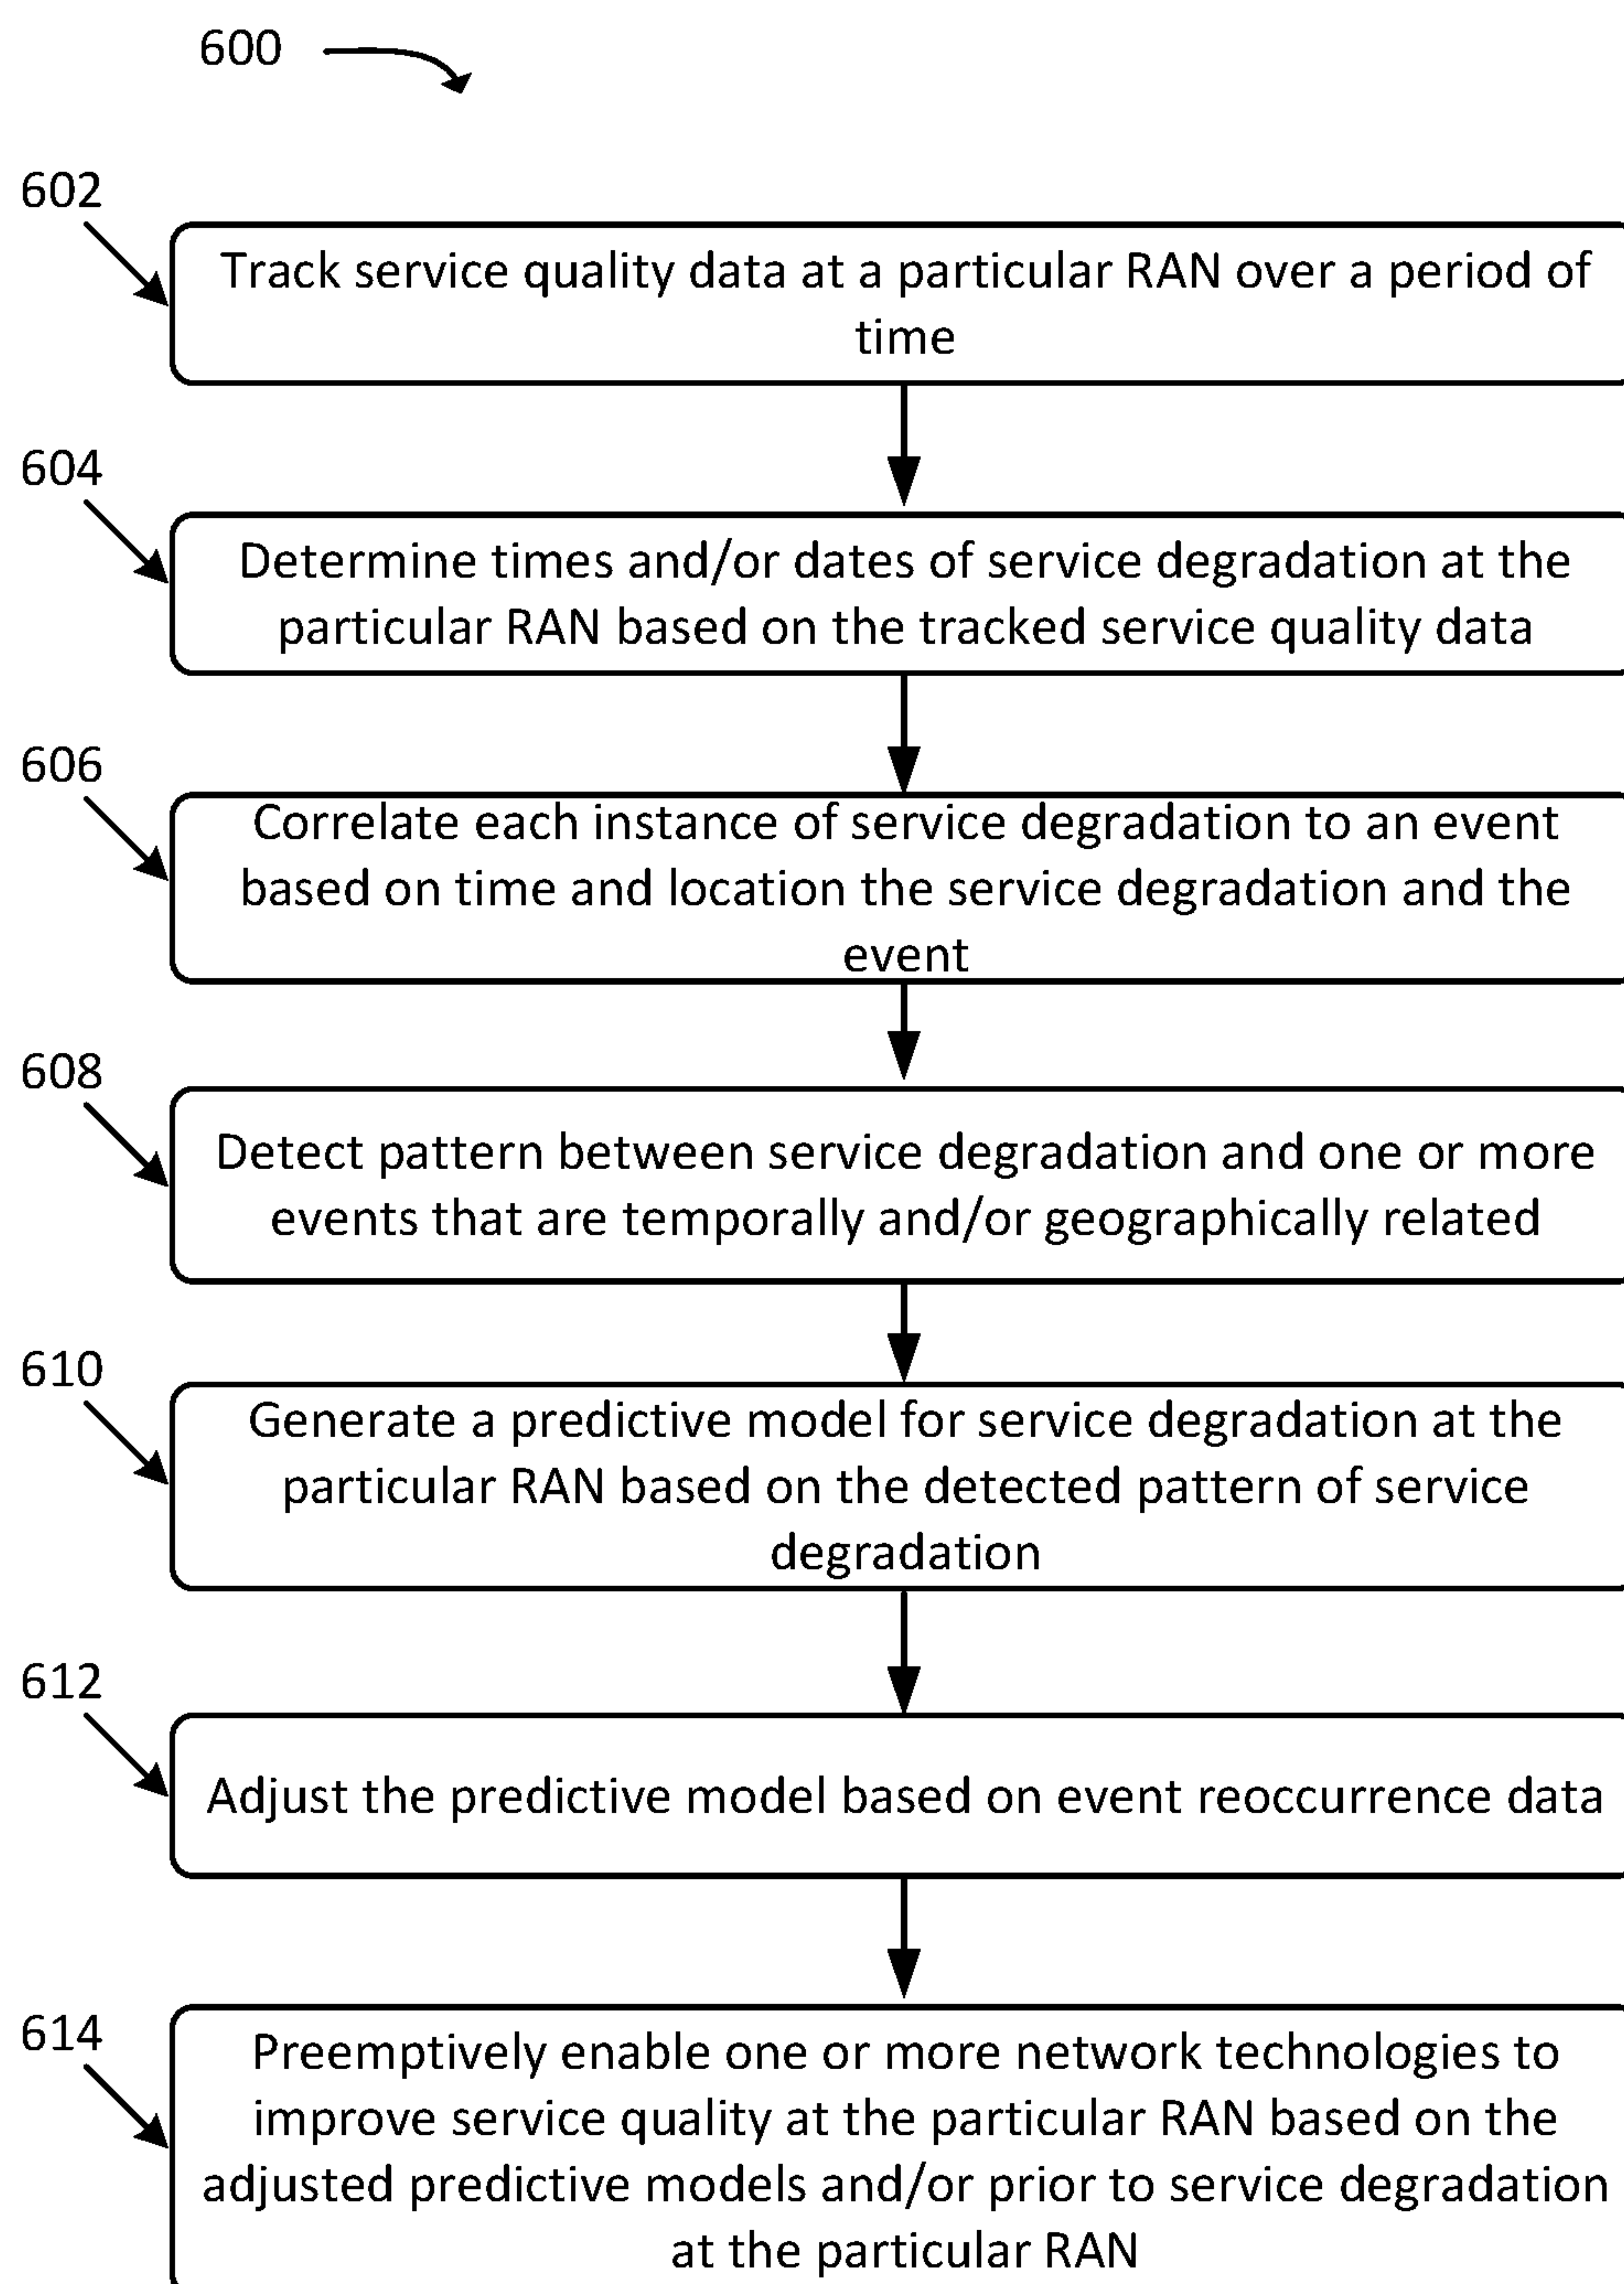 600
602
Track service quality data at a particular RAN over a period of
time
604
Determine times and/or dates of service degradation at the
particular RAN based on the tracked service quality data
606
Correlate each instance of service degradation to an event
based on time and location the service degradation and the
event
608
Detect pattern between service degradation and one or more
events that are temporally and/or geographically related
610
Generate a predictive model for service degradation at the
particular RAN based on the detected pattern of service
degradation
612
Adjust the predictive model based on event reoccurrence data
614
Preemptively enable one or more network technologies to
improve service quality at the particular RAN based on the
adjusted predictive models and/or prior to service degradation
at the particular RAN